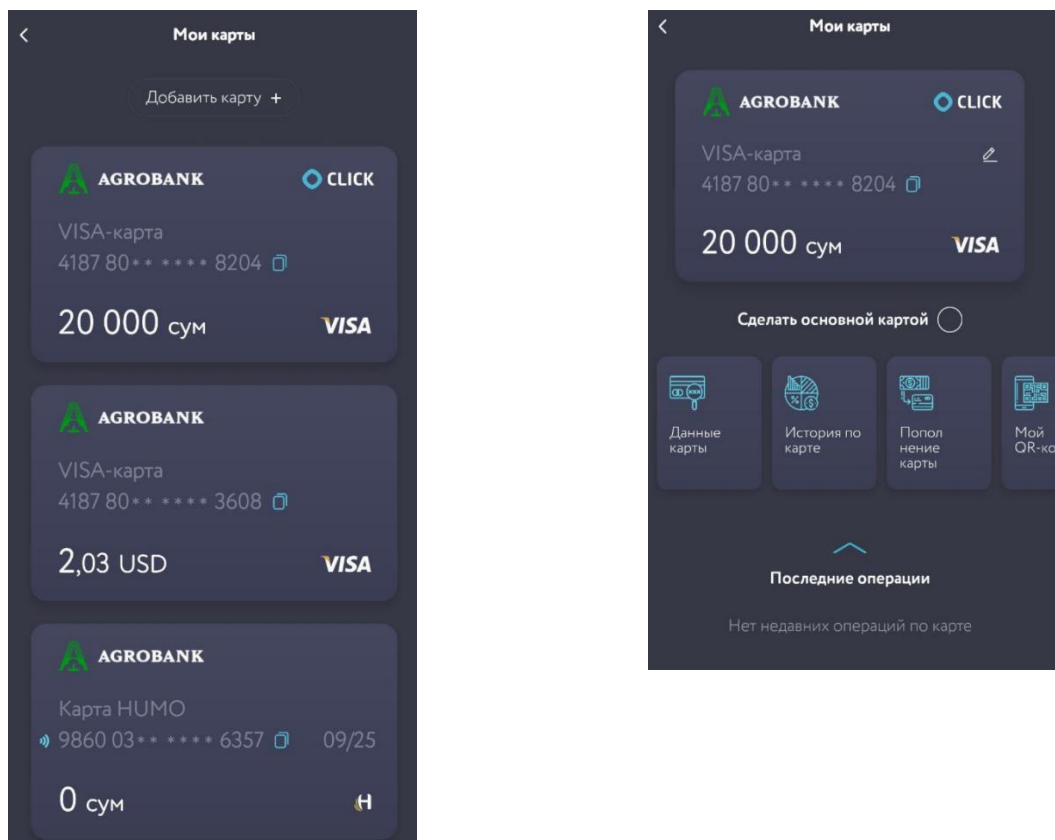 Мои карты
Добавить карту +
AGROBANK CLICK
VISA-карта
4187 80** **** 8204
20 000 сум VISA
AGROBANK
VISA-карта
4187 80** **** 3608
2,03 USD VISA
AGROBANK
Карта HUMO
9860 03** **** 6357 09/25
0 сум H
Мои карты
AGROBANK CLICK
VISA-карта
4187 80** **** 8204
20 000 сум VISA
Сделать основной картой
Данные
карты
История по
карте
Попол
нение
карты
Мой
QR-ко
Последние операции
Нет недавних операций по карте